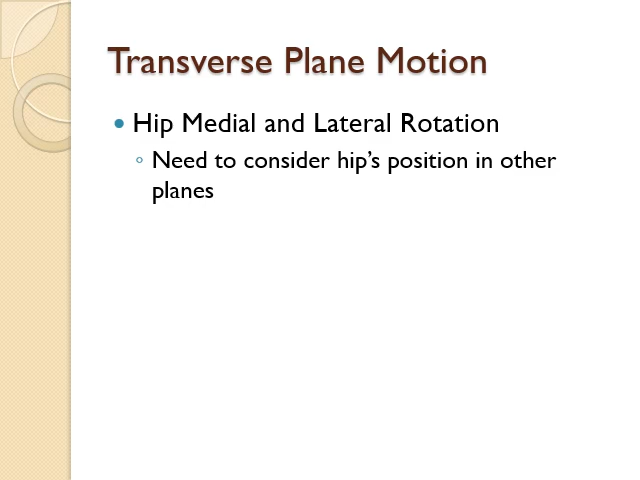 Transverse Plane Motion
• Hip Medial and Lateral Rotation
◦ Need to consider hip’s position in other
planes